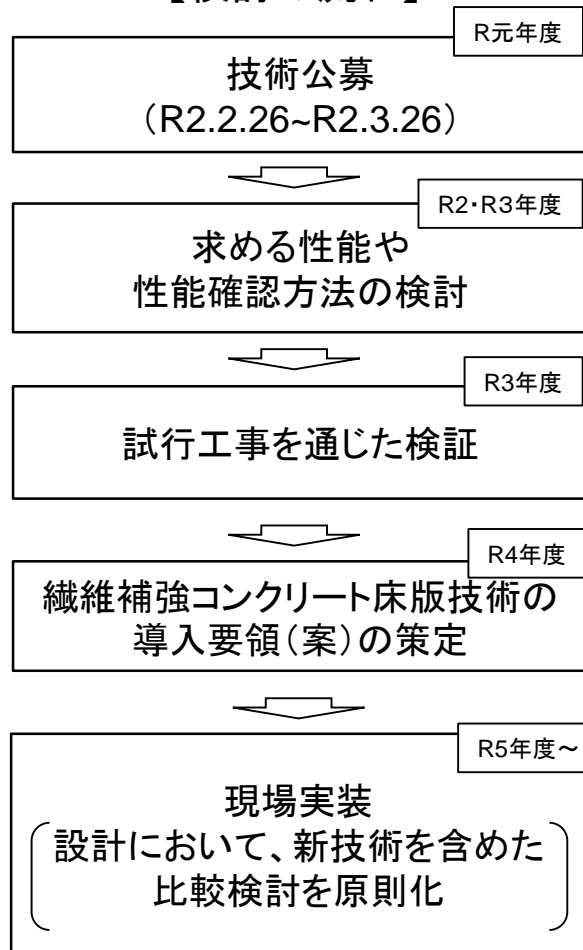 R元年度
技術公募
（R2.2.26~R2.3.26）
R2・R3年度
求める性能や
性能確認方法の検討
R3年度
試行工事を通じた検証
R4年度
繊維補強コンクリート床版技術の
導入要領（案）の策定
R5年度～
現場実装
設計において、新技術を含めた
比較検討を原則化